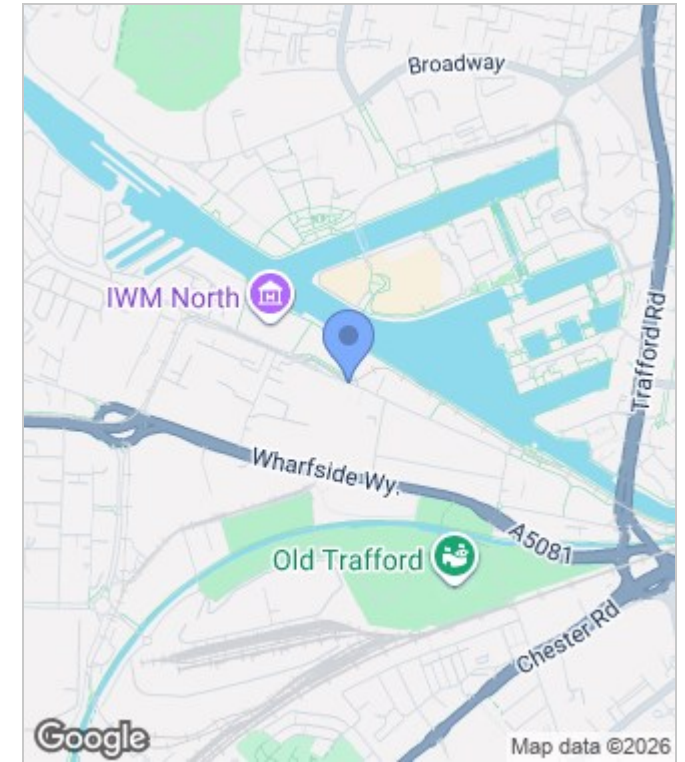 Broadway
IWM North
Trafford Rd
Wharfside Wy.
A5081
Old Trafford
Chester Rd
Google
Map data ©2026